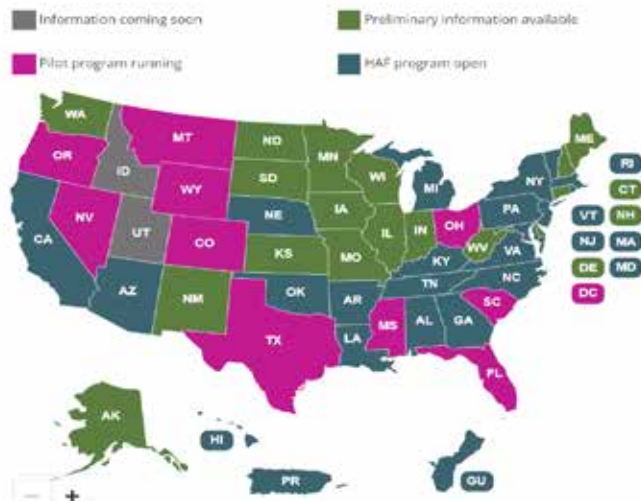 Information coming soon
Preliminary information available
Pilot program running
HAF program open
WA
MT
ND
MN
ME
OR
ID
SD
WI
MI
NY
RI
WY
CT
NV
NE
IA
PA
VT
NH
UT
CO
IL
IN
OH
NJ
MA
CA
KS
MO
WV
VA
KY
DE
MD
AZ
NM
OK
AR
TN
NC
DC
SC
TX
LA
MS
AL
GA
FL
AK
HI
PR
GU